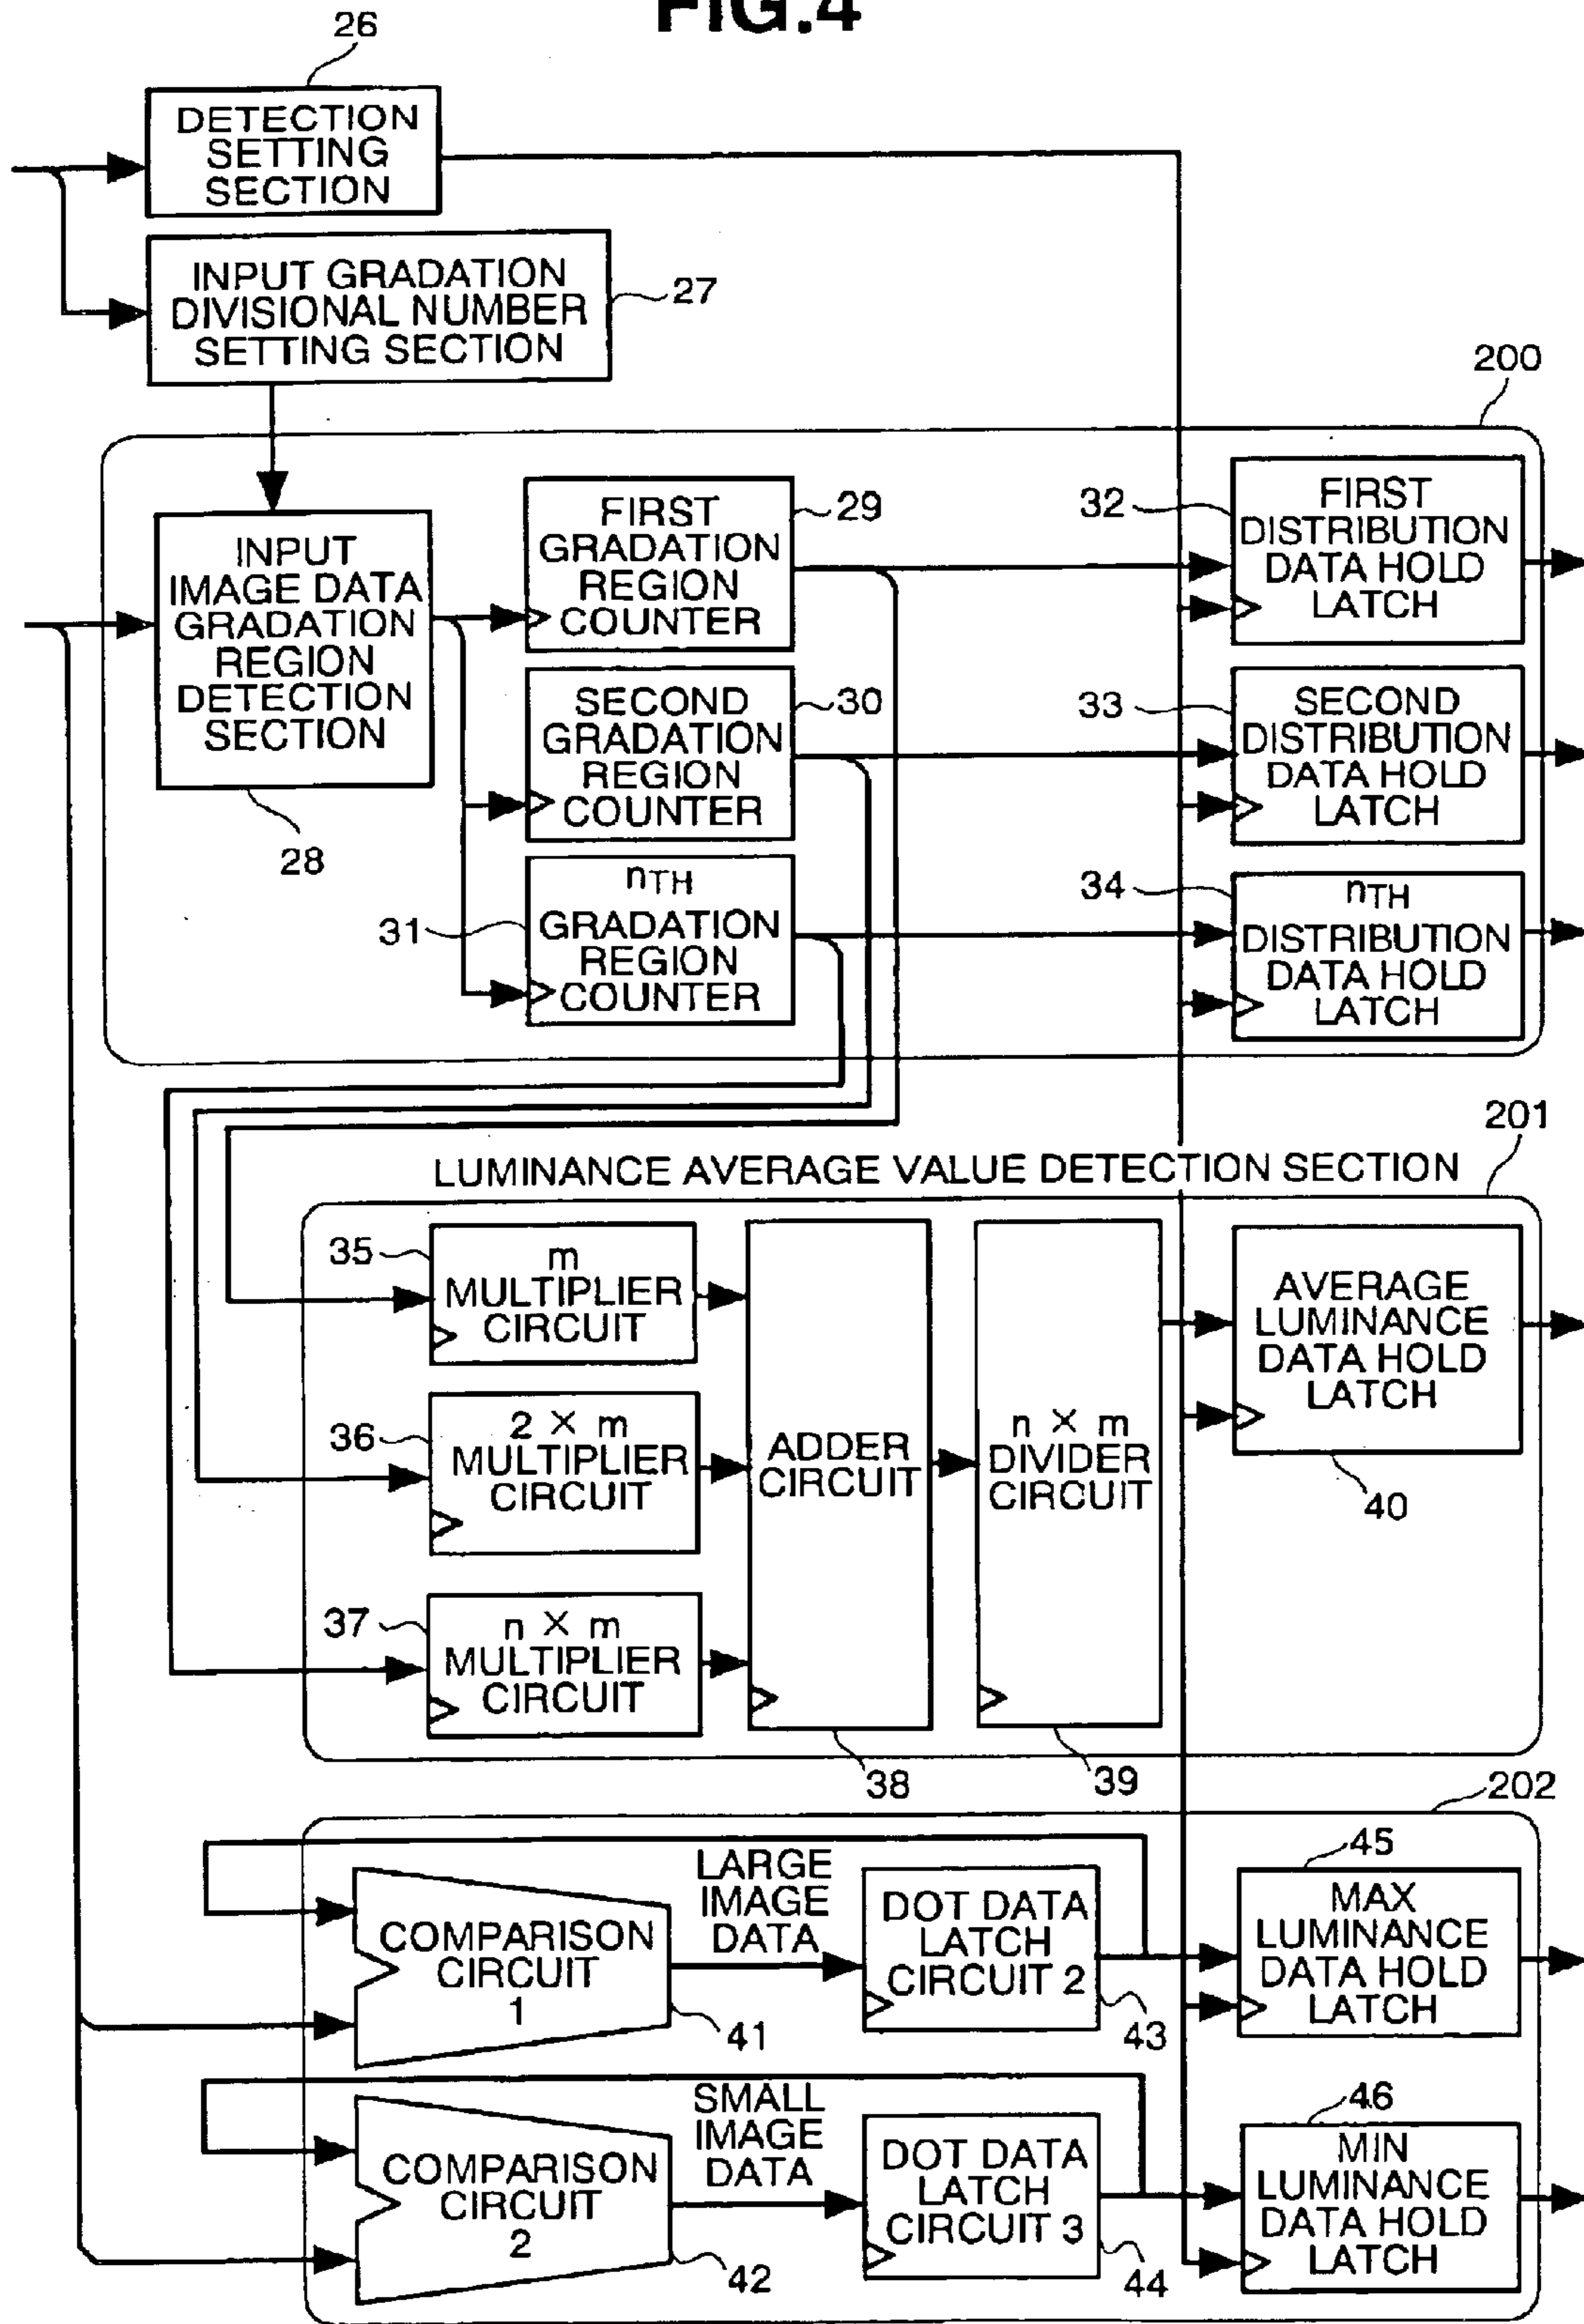 FIG.4
26
DETECTION
SETTING
SECTION
INPUT GRADATION
DIVISIONAL NUMBER
SETTING SECTION
27
200
INPUT
IMAGE DATA
GRADATION
REGION
DETECTION
SECTION
28
FIRST
GRADATION
REGION
COUNTER
29
32
FIRST
DISTRIBUTION
DATA HOLD
LATCH
SECOND
GRADATION
REGION
COUNTER
30
33
SECOND
DISTRIBUTION
DATA HOLD
LATCH
31
nTH
GRADATION
REGION
COUNTER
34
nTH
DISTRIBUTION
DATA HOLD
LATCH
201
LUMINANCE AVERAGE VALUE DETECTION SECTION
35
m
MULTIPLIER
CIRCUIT
36
2 × m
MULTIPLIER
CIRCUIT
37
n × m
MULTIPLIER
CIRCUIT
ADDER
CIRCUIT
38
n × m
DIVIDER
CIRCUIT
39
AVERAGE
LUMINANCE
DATA HOLD
LATCH
40
202
COMPARISON
CIRCUIT
1
41
LARGE
IMAGE
DATA
DOT DATA
LATCH
CIRCUIT 2
43
45
MAX
LUMINANCE
DATA HOLD
LATCH
COMPARISON
CIRCUIT
2
42
SMALL
IMAGE
DATA
DOT DATA
LATCH
CIRCUIT 3
44
46
MIN
LUMINANCE
DATA HOLD
LATCH